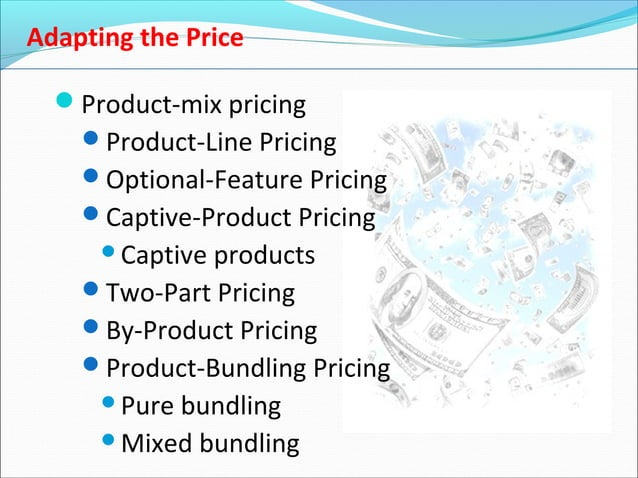 Adapting the Price
Product-mix pricing
Product-Line Pricing
Optional-Feature Pricing
Captive-Product Pricing
Captive products
Two-Part Pricing
By-Product Pricing
Product-Bundling Pricing
Pure bundling
Mixed bundling